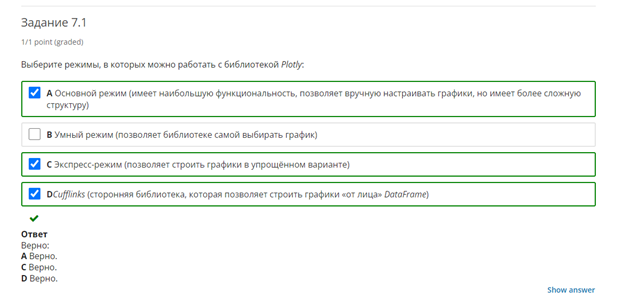 Задание 7.1
1/1 point (graded)
Выберите режимы, в которых можно работать с библиотекой Plotly:
A Основной режим (имеет наибольшую функциональность, позволяет вручную настраивать графики, но имеет более сложную
структуру)
B Умный режим (позволяет библиотеке самой выбирать график)
C Экспресс-режим (позволяет строить графики в упрощённом варианте)
DCufflinks (сторонняя библиотека, которая позволяет строить графики «от лица» DataFrame)
Ответ
Верно:
A Верно.
C Верно.
D Верно.
Show answer